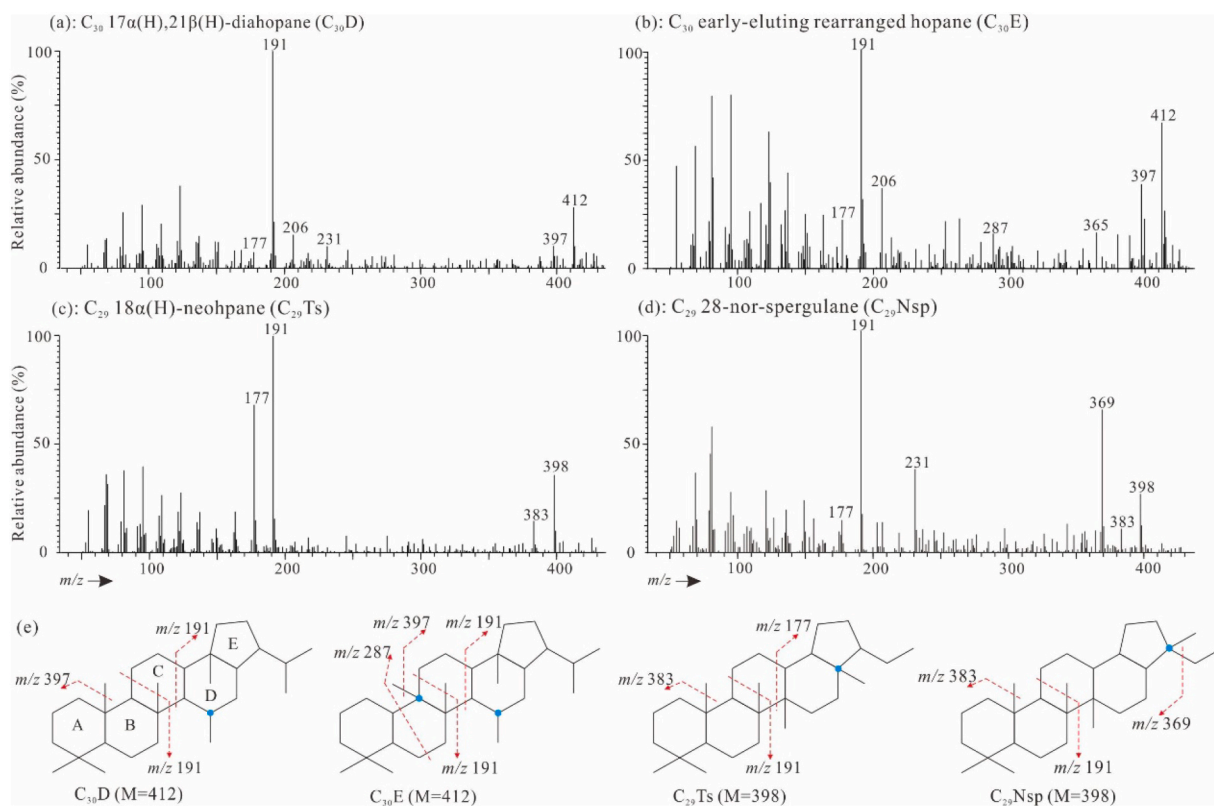 (a): C₃₀ 17α(H),21β(H)-diahopane (C₃₀D)
191
100
50
0
Relative abundance (%)
177
206
231
397
412
100
200
300
400
(b): C₃₀ early-eluting rearranged hopane (C₃₀E)
191
100
50
0
177
206
287
365
397
412
100
200
300
400
(c): C₂₉ 18α(H)-neohpane (C₂₉Ts)
191
100
50
0
Relative abundance (%)
177
383
398
100
200
300
400
m/z
(d): C₂₉ 28-nor-spergulane (C₂₉Nsp)
191
100
50
0
177
231
369
383
398
100
200
300
400
(e)
m/z 191
m/z 397
A
B
C
D
E
m/z 191
C₃₀D (M=412)
m/z 397
m/z 191
m/z 287
m/z 191
C₃₀E (M=412)
m/z 177
m/z 383
m/z 191
C₂₉Ts (M=398)
m/z 383
m/z 369
m/z 191
C₂₉Nsp (M=398)